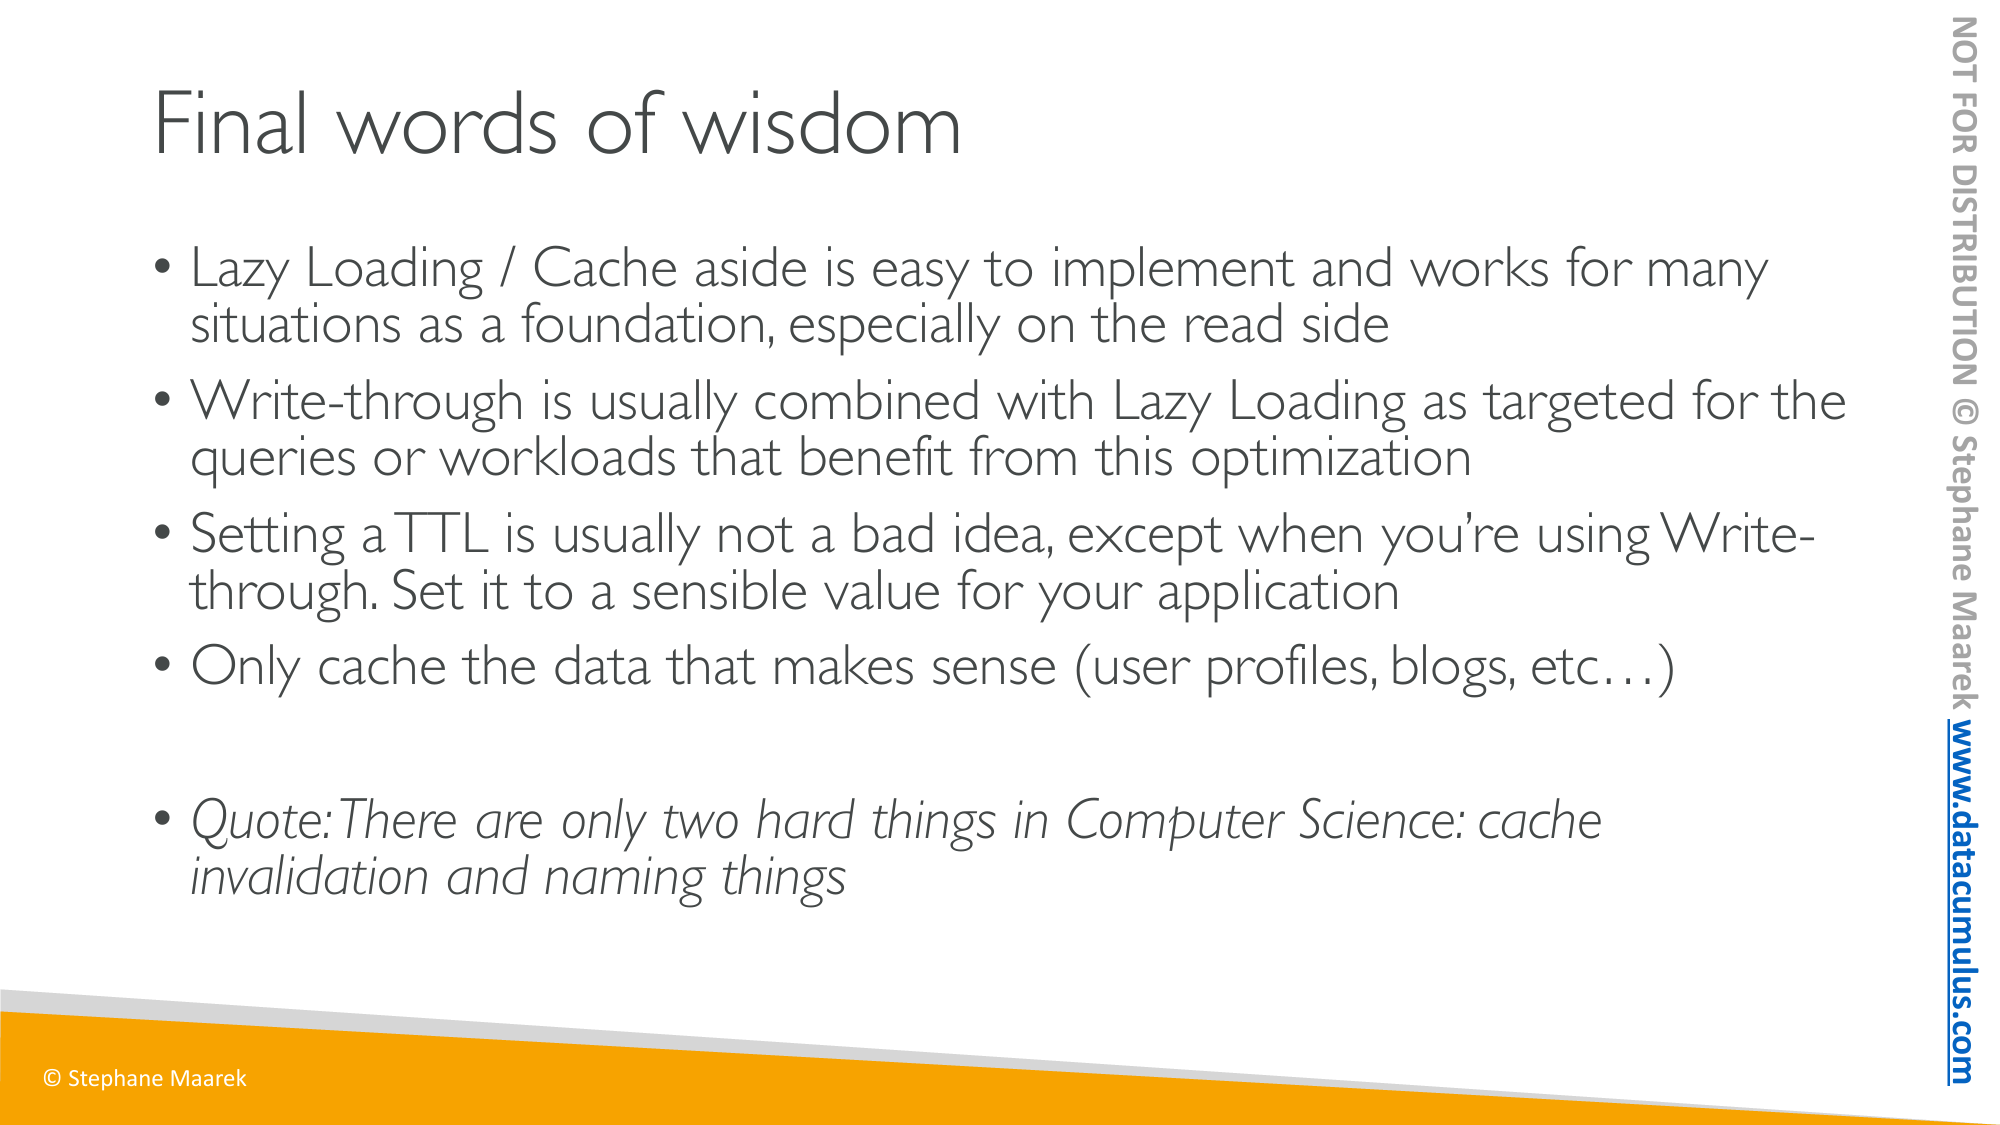 Final words of wisdom
• Lazy Loading / Cache aside is easy to implement and works for many
situations as a foundation, especially on the read side
• Write-through is usually combined with Lazy Loading as targeted for the
queries or workloads that benefit from this optimization
• Setting a TTL is usually not a bad idea, except when you’re using Write-
through. Set it to a sensible value for your application
• Only cache the data that makes sense (user profiles, blogs, etc…)
• Quote: There are only two hard things in Computer Science: cache
invalidation and naming things
© Stephane Maarek
NOT FOR DISTRIBUTION © Stephane Maarek www.datacumulus.com